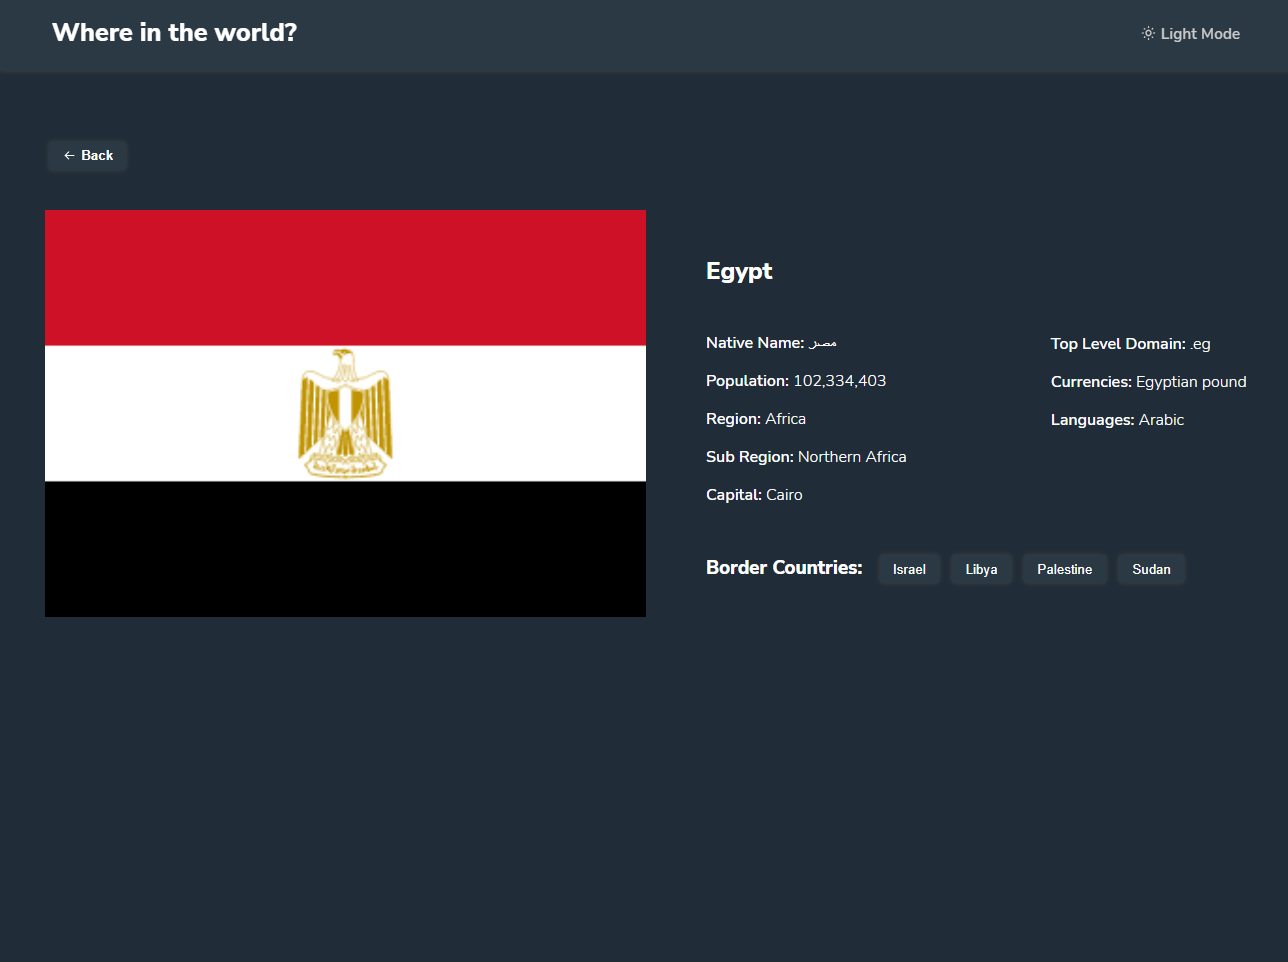 Where in the world?
Light Mode
← Back
Egypt
Native Name: مصر
Population: 102,334,403
Region: Africa
Sub Region: Northern Africa
Capital: Cairo
Top Level Domain: .eg
Currencies: Egyptian pound
Languages: Arabic
Border Countries: Israel Libya Palestine Sudan